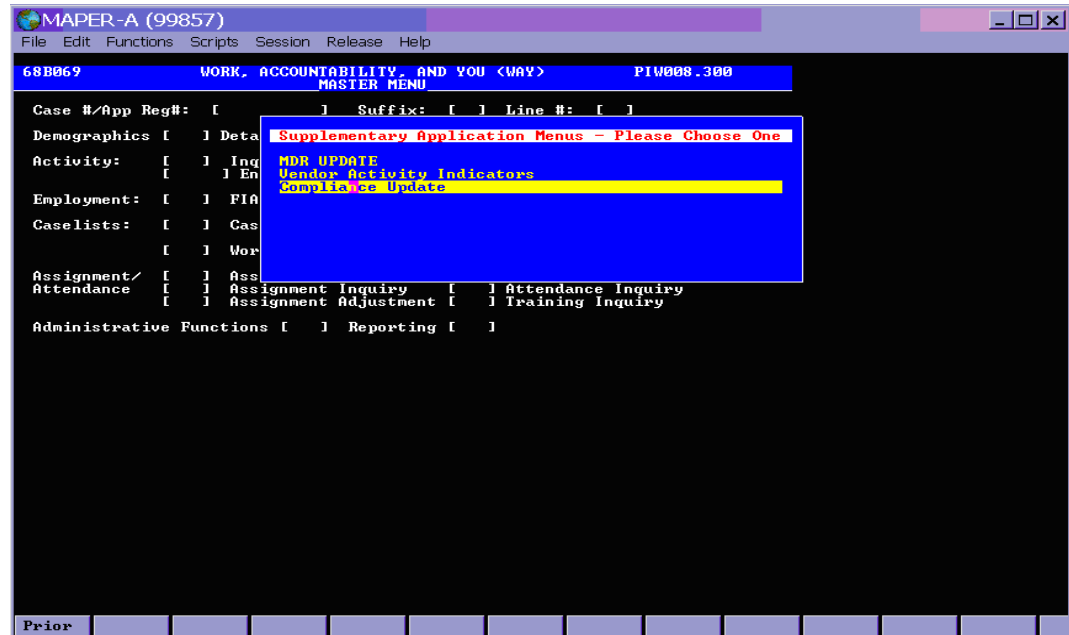 MAPER-A (99857)
File Edit Functions Scripts Session Release Help
68B069 WORK, ACCOUNTABILITY, AND YOU <WAY> PIW008.300
MASTER MENU
Case #/App Reg#: [ ] Suffix: [ ] Line #: [ ]
Demographics [ ] Deta
Supplementary Application Menus - Please Choose One
Activity: [ ] Inq
MDR UPDATE
[ ] En
Vendor Activity Indicators
Compliance Update
Employment: [ ] FIA
Caselists: [ ] Cas
[ ] Wor
Assignment/ [ ] Ass
Attendance [ ] Assignment Inquiry [ ] Attendance Inquiry
[ ] Assignment Adjustment [ ] Training Inquiry
Administrative Functions [ ] Reporting [ ]
Prior